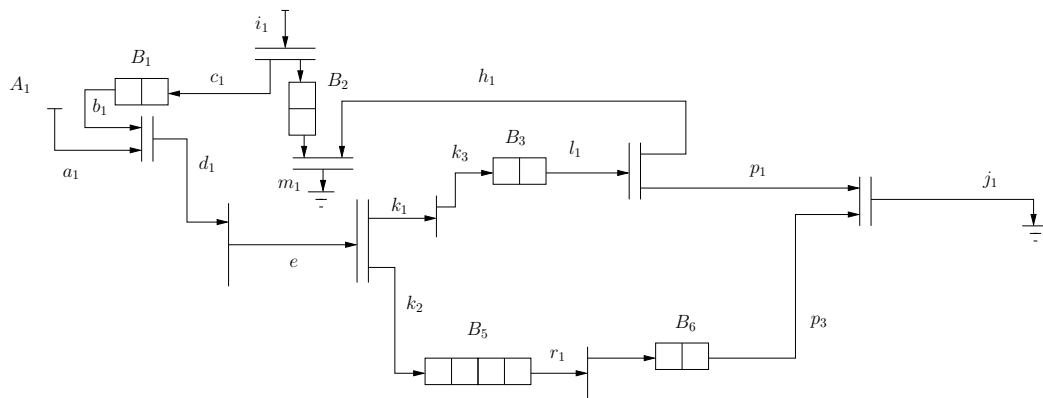 i₁
B₁
c₁
B₂
h₁
A₁
b₁
a₁
d₁
m₁
k₃
B₃
l₁
k₁
p₁
j₁
e
k₂
p₃
B₅
r₁
B₆